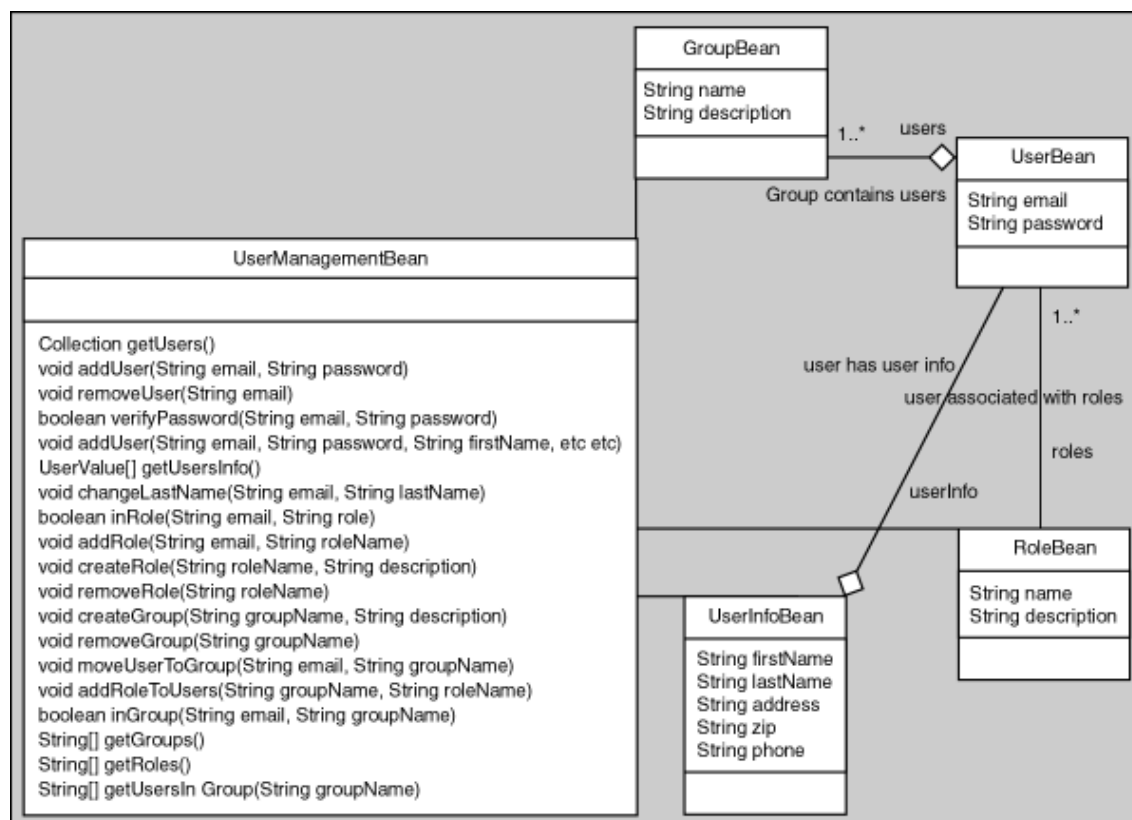 GroupBean
String name
String description
1..*
users
Group contains users
UserBean
String email
String password
UserManagementBean
Collection getUsers()
void addUser(String email, String password)
void removeUser(String email)
boolean verifyPassword(String email, String password)
void addUser(String email, String password, String firstName, etc etc)
UserValue[] getUsersInfo()
void changeLastName(String email, String lastName)
boolean inRole(String email, String role)
void addRole(String email, String roleName)
void createRole(String roleName, String description)
void removeRole(String roleName)
void createGroup(String groupName, String description)
void removeGroup(String groupName)
void moveUserToGroup(String email, String groupName)
void addRoleToUsers(String groupName, String roleName)
boolean inGroup(String email, String groupName)
String[] getGroups()
String[] getRoles()
String[] getUsersIn Group(String groupName)
1..*
user has user info
user associated with roles
roles
userInfo
RoleBean
String name
String description
UserInfoBean
String firstName
String lastName
String address
String zip
String phone